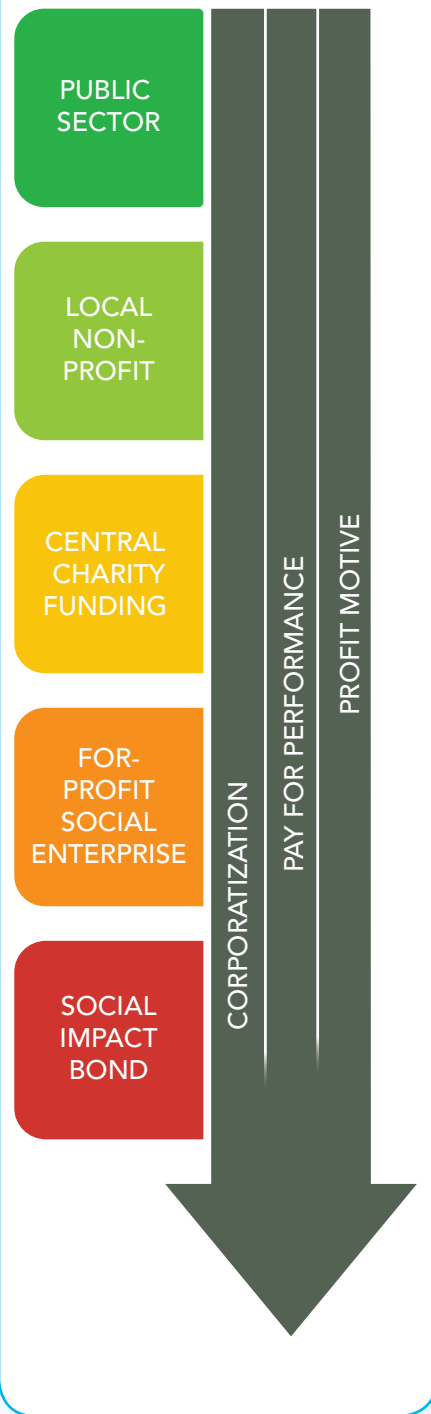 PUBLIC
SECTOR
LOCAL
NON-
PROFIT
CENTRAL
CHARITY
FUNDING
FOR-
PROFIT
SOCIAL
ENTERPRISE
SOCIAL
IMPACT
BOND
CORPORATIZATION
PAY FOR PERFORMANCE
PROFIT MOTIVE